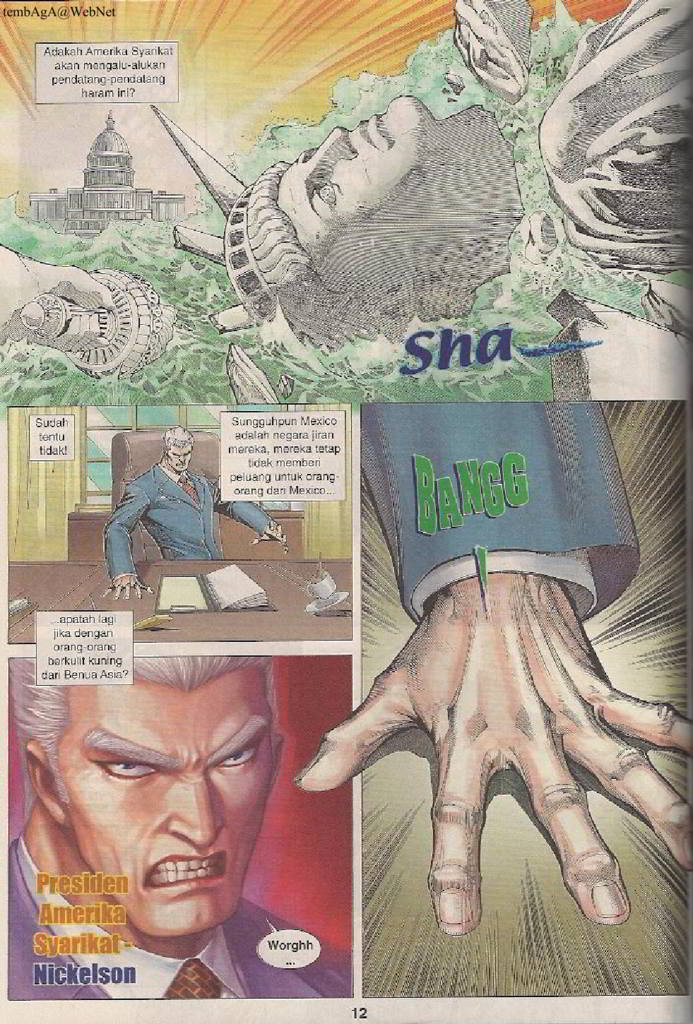 tembAgA@WebNet
Adakah Amerika Syarikat
akan mengalu-alukan
pendatang-pendatang
haram ini?
Sha
Sudah
tentu
tidak!
Sungguhpun Mexico
adalah negara jiran
mereka, mereka tetap
tidak memberi
peluang untuk orang-
orang dari Mexico...
BANGG
!
...apatah lagi
jika dengan
orang-orang
berkulit kuning
dari Benua Asia?
Presiden
Amerika
Syarikat -
Nickelson
Worghh
...
12